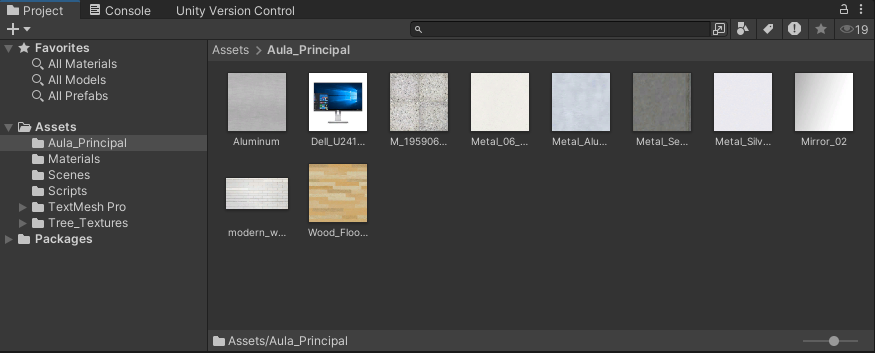 Project
Console
Unity Version Control
19
Favorites
All Materials
All Models
All Prefabs
Assets
Aula_Principal
Materials
Scenes
Scripts
TextMesh Pro
Tree_Textures
Packages
Assets > Aula_Principal
Aluminum
Dell_U241...
M_195906...
Metal_06_...
Metal_Alu...
Metal_Se...
Metal_Silv...
Mirror_02
modern_w...
Wood_Floo...
Assets/Aula_Principal